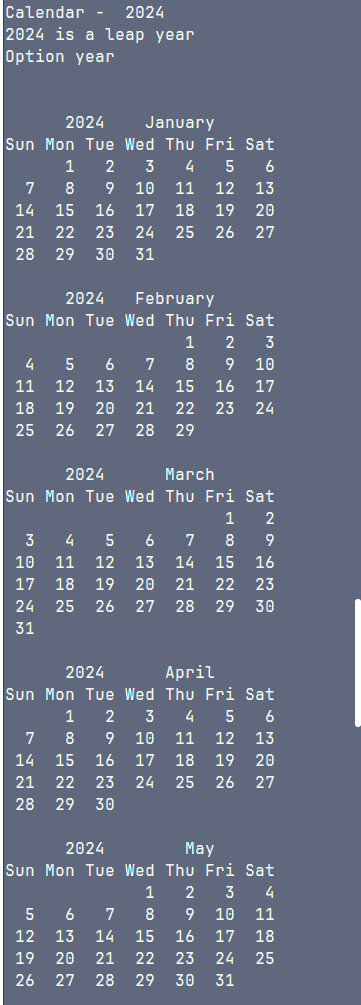 Calendar -  2024
2024 is a leap year
Option year
      2024    January
Sun Mon Tue Wed Thu Fri Sat
      1   2   3   4   5   6
  7   8   9  10  11  12  13
 14  15  16  17  18  19  20
 21  22  23  24  25  26  27
 28  29  30  31
      2024   February
Sun Mon Tue Wed Thu Fri Sat
                  1   2   3
  4   5   6   7   8   9  10
 11  12  13  14  15  16  17
 18  19  20  21  22  23  24
 25  26  27  28  29
      2024      March
Sun Mon Tue Wed Thu Fri Sat
                      1   2
  3   4   5   6   7   8   9
 10  11  12  13  14  15  16
 17  18  19  20  21  22  23
 24  25  26  27  28  29  30
 31
      2024      April
Sun Mon Tue Wed Thu Fri Sat
      1   2   3   4   5   6
  7   8   9  10  11  12  13
 14  15  16  17  18  19  20
 21  22  23  24  25  26  27
 28  29  30
      2024        May
Sun Mon Tue Wed Thu Fri Sat
              1   2   3   4
  5   6   7   8   9  10  11
 12  13  14  15  16  17  18
 19  20  21  22  23  24  25
 26  27  28  29  30  31